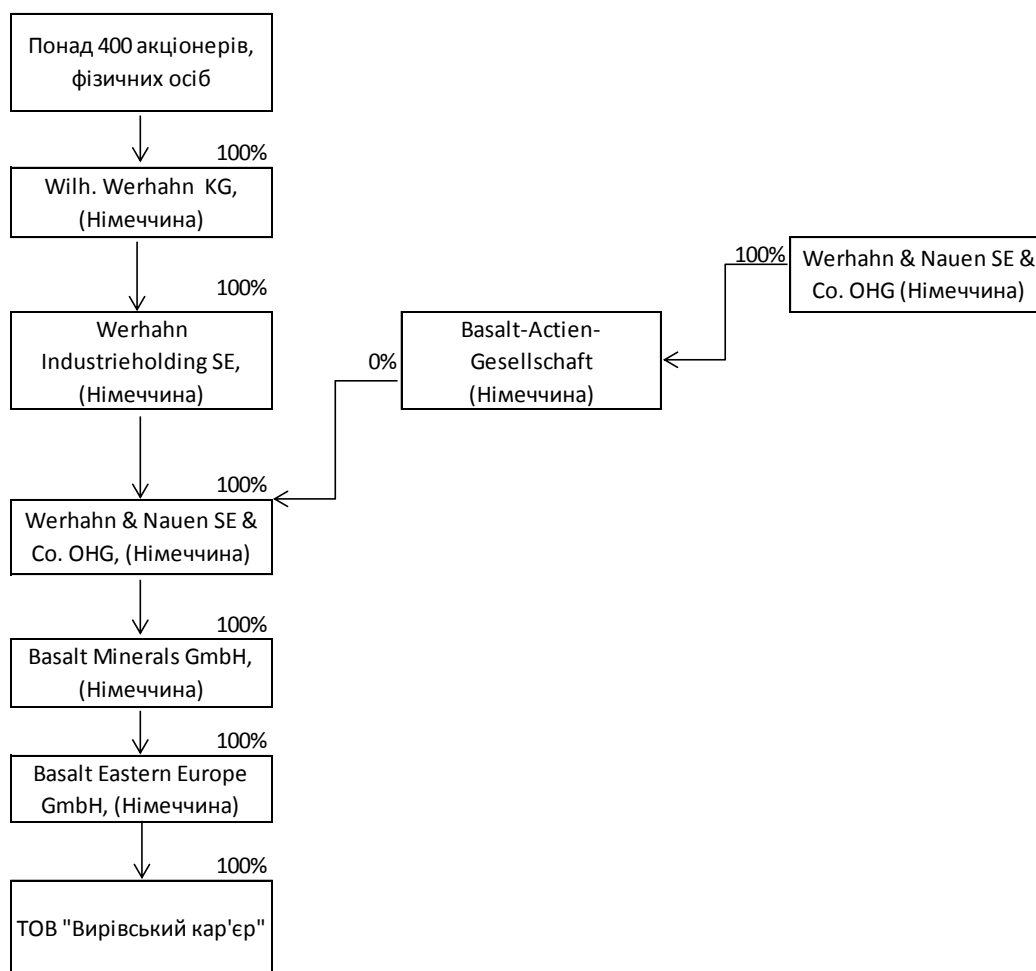 Понад 400 акціонерів,
фізичних осіб
100%
Wilh. Werhahn KG,
(Німеччина)
100%
Werhahn
Industrieholding SE,
(Німеччина)
100%
Werhahn & Nauen SE &
Co. OHG (Німеччина)
Basalt-Actien-
Gesellschaft
(Німеччина)
0%
100%
Werhahn & Nauen SE &
Co. OHG, (Німеччина)
100%
Basalt Minerals GmbH,
(Німеччина)
100%
Basalt Eastern Europe
GmbH, (Німеччина)
100%
ТОВ "Вирівський кар'єр"